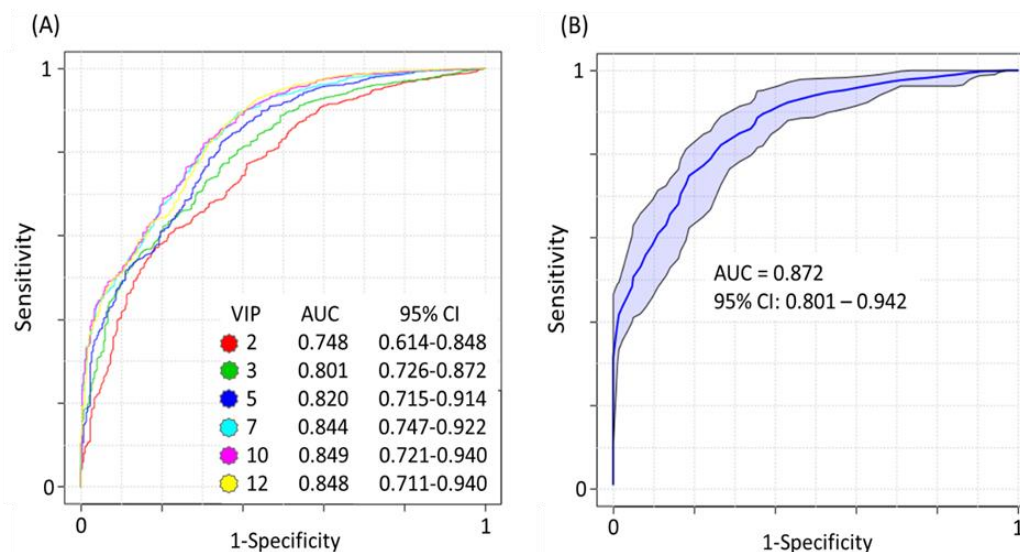 (A)
1
Sensitivity
0
0
1
1-Specificity
VIP AUC 95% CI
2 0.748 0.614-0.848
3 0.801 0.726-0.872
5 0.820 0.715-0.914
7 0.844 0.747-0.922
10 0.849 0.721-0.940
12 0.848 0.711-0.940
(B)
1
Sensitivity
0
0
1
1-Specificity
AUC = 0.872
95% CI: 0.801 – 0.942